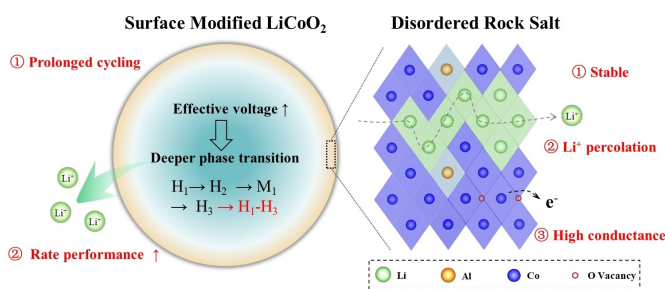 Surface Modified LiCoO₂
① Prolonged cycling
Effective voltage ↑
Deeper phase transition
H₁→ H₂ → M₁
→ H₃ → H₁-H₃
Li⁺
Li⁺
Li⁺
② Rate performance ↑
Disordered Rock Salt
① Stable
Li⁺
② Li⁺ percolation
e⁻
③ High conductance
Li Al Co O Vacancy